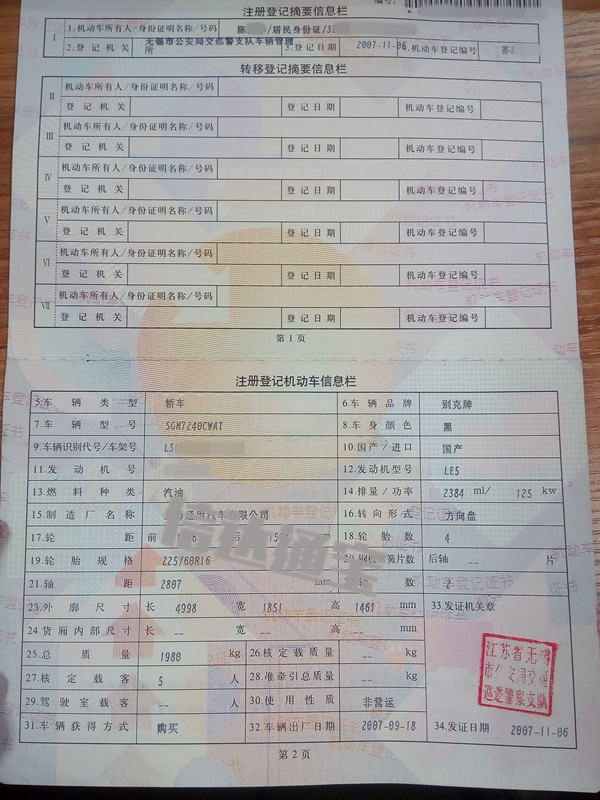 编号:
注册登记摘要信息栏
I 1.机动车所有人/身份证明名称/号码 陈 /居民身份证/3
2.登记机关 无锡市公安局交巡警支队车辆管理所 3.登记日期 2007-11-06 4.机动车登记编号 苏
转移登记摘要信息栏
II 机动车所有人/身份证明名称/号码
登记机关 登记日期 机动车登记编号
III 机动车所有人/身份证明名称/号码
登记机关 登记日期 机动车登记编号
IV 机动车所有人/身份证明名称/号码
登记机关 登记日期 机动车登记编号
V 机动车所有人/身份证明名称/号码
登记机关 登记日期 机动车登记编号
VI 机动车所有人/身份证明名称/号码
登记机关 登记日期 机动车登记编号
VII 机动车所有人/身份证明名称/号码
登记机关 登记日期 机动车登记编号
第1页
注册登记机动车信息栏
5.车辆类型 轿车 6.车辆品牌 别克牌
7.车辆型号 SGM7240CWAT 8.车身颜色 黑
9.车辆识别代号/车架号 LS 10.国产/进口 国产
11.发动机号 12.发动机型号 LE5
13.燃料种类 汽油 14.排量/功率 2384 ml/ 125 kw
15.制造厂名称 通用汽车有限公司 16.转向形式 方向盘
17.轮距 前 18.轮胎数 4
19.轮胎规格 225/60R16 20.钢板弹簧片数 后轴 -- 片
21.轴距 2807 mm 数 2
23.外廓尺寸 长 4998 宽 1851 高 1461 mm 33.发证机关章
24.货厢内部尺寸 长 -- 宽 -- 高 -- mm
25.总质量 1980 kg 26.核定载质量 -- kg
27.核定载客 5 人 28.准牵引总质量 -- kg
29.驾驶室载客 -- 人 30.使用性质 非营运
江苏省无锡
市公安局交通
巡逻警察支队
31.车辆获得方式 购买 32.车辆出厂日期 2007-09-18 34.发证日期 2007-11-06
第2页